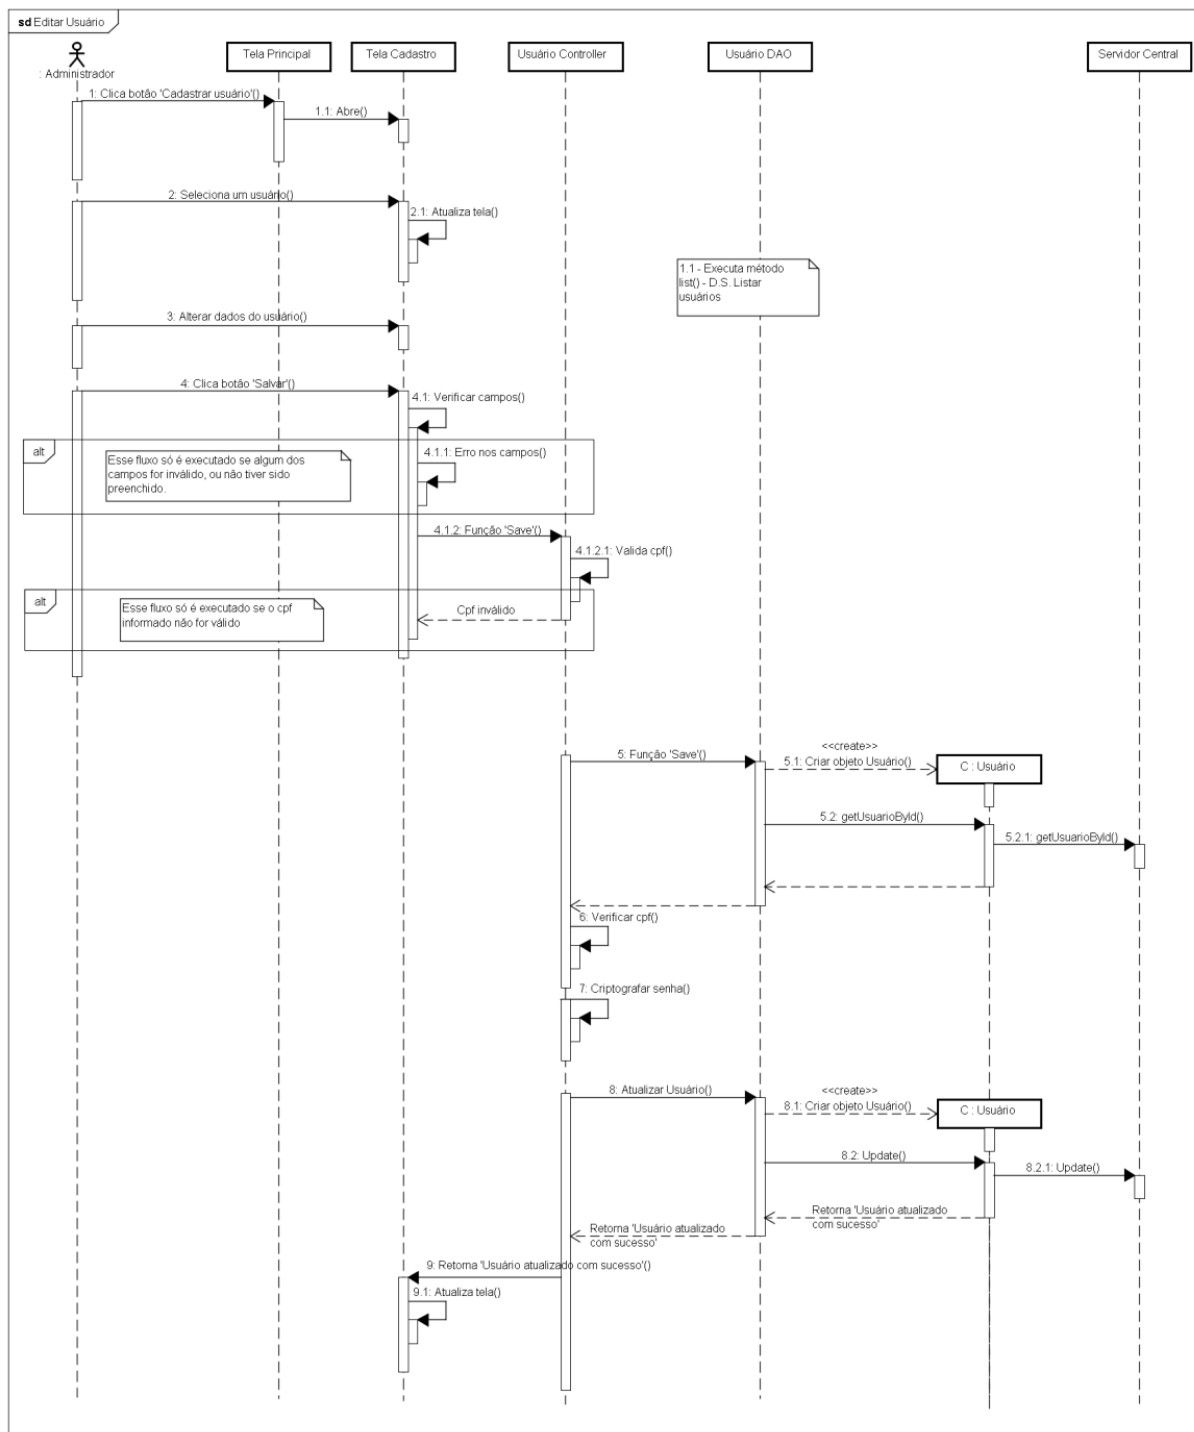 sd Editar Usuário
: Administrador
Tela Principal
Tela Cadastro
Usuário Controller
Usuário DAO
Servidor Central
1: Clica botão 'Cadastrar usuário'()
1.1: Abre()
2: Seleciona um usuário()
2.1: Atualiza tela()
1.1 - Executa método
list() - D.S. Listar
usuários
3: Alterar dados do usuário()
4: Clica botão 'Salvar'()
4.1: Verificar campos()
alt
Esse fluxo só é executado se algum dos
campos for inválido, ou não tiver sido
preenchido.
4.1.1: Erro nos campos()
4.1.2: Função 'Save'()
4.1.2.1: Valida cpf()
alt
Esse fluxo só é executado se o cpf
informado não for válido
Cpf inválido
5: Função 'Save'()
<<create>>
5.1: Criar objeto Usuário()
C : Usuário
5.2: getUsuarioById()
5.2.1: getUsuarioById()
6: Verificar cpf()
7: Criptografar senha()
8: Atualizar Usuário()
<<create>>
8.1: Criar objeto Usuário()
C : Usuário
8.2: Update()
8.2.1: Update()
Retorna 'Usuário atualizado
com sucesso'
Retorna 'Usuário atualizado
com sucesso'
9: Retorna 'Usuário atualizado com sucesso'()
9.1: Atualiza tela()